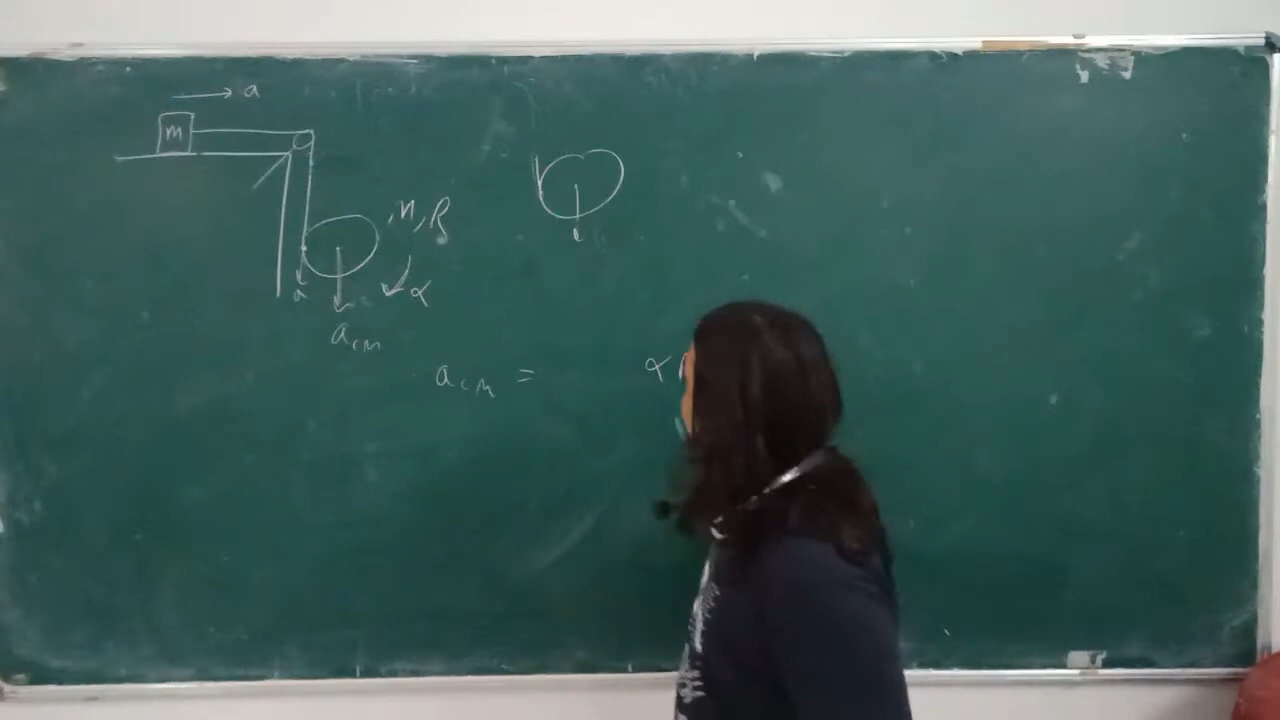 a
m
M, R
a
α
a_cm
a_cm = α